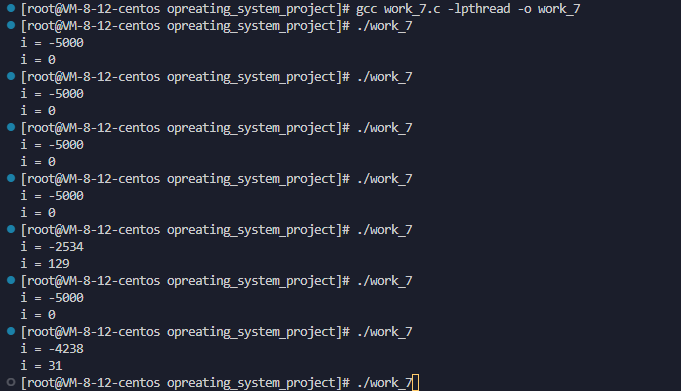 [root@VM-8-12-centos opreating_system_project]# gcc work_7.c -lpthread -o work_7
[root@VM-8-12-centos opreating_system_project]# ./work_7
i = -5000
i = 0
[root@VM-8-12-centos opreating_system_project]# ./work_7
i = -5000
i = 0
[root@VM-8-12-centos opreating_system_project]# ./work_7
i = -5000
i = 0
[root@VM-8-12-centos opreating_system_project]# ./work_7
i = -5000
i = 0
[root@VM-8-12-centos opreating_system_project]# ./work_7
i = -2534
i = 129
[root@VM-8-12-centos opreating_system_project]# ./work_7
i = -5000
i = 0
[root@VM-8-12-centos opreating_system_project]# ./work_7
i = -4238
i = 31
[root@VM-8-12-centos opreating_system_project]# ./work_7